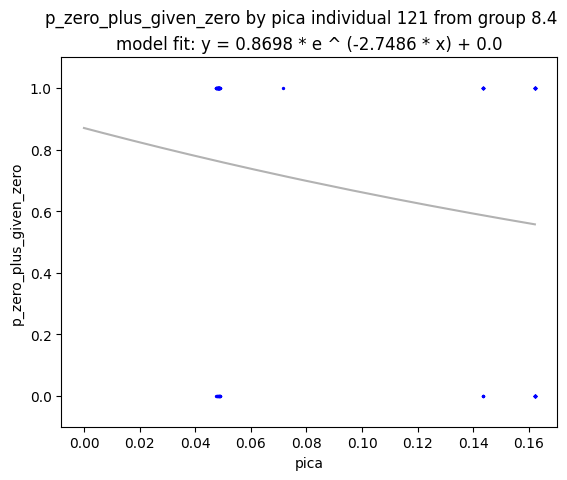 p_zero_plus_given_zero by pica individual 121 from group 8.4
model fit: y = 0.8698 * e ^ (-2.7486 * x) + 0.0
1.0
0.8
0.6
0.4
0.2
0.0
p_zero_plus_given_zero
0.00 0.02 0.04 0.06 0.08 0.10 0.12 0.14 0.16
pica